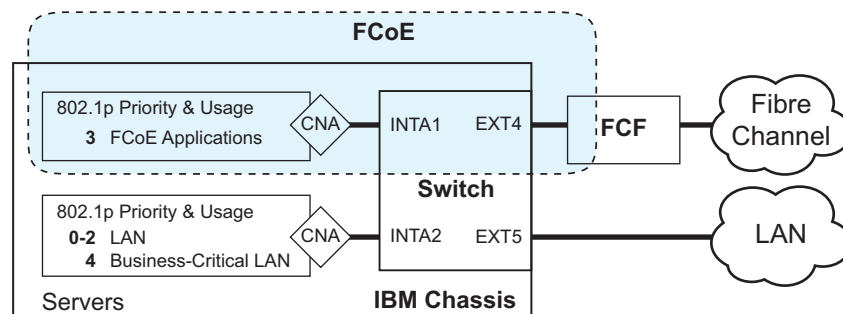 FCoE
802.1p Priority & Usage
3 FCoE Applications
CNA
INTA1
EXT4
FCF
Fibre
Channel
Switch
802.1p Priority & Usage
0-2 LAN
4 Business-Critical LAN
CNA
INTA2
EXT5
LAN
Servers
IBM Chassis